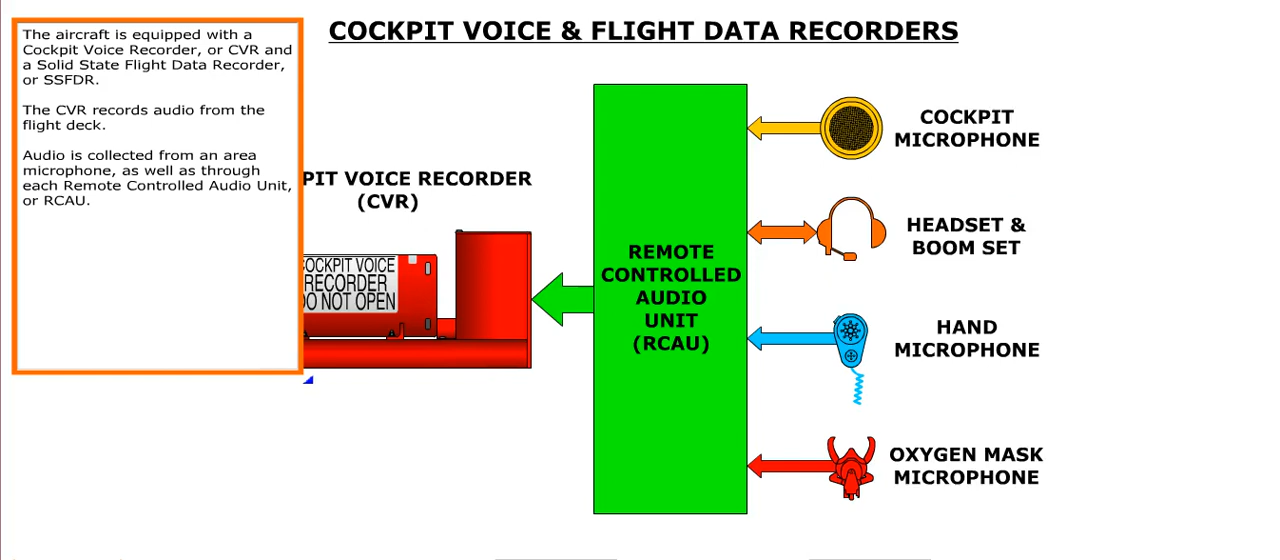 COCKPIT VOICE & FLIGHT DATA RECORDERS
The aircraft is equipped with a
Cockpit Voice Recorder, or CVR and
a Solid State Flight Data Recorder,
or SSFDR.
The CVR records audio from the
flight deck.
Audio is collected from an area
microphone, as well as through
each Remote Controlled Audio Unit,
or RCAU.
PIT VOICE RECORDER
(CVR)
COCKPIT VOICE
RECORDER
DO NOT OPEN
REMOTE
CONTROLLED
AUDIO
UNIT
(RCAU)
COCKPIT
MICROPHONE
HEADSET &
BOOM SET
HAND
MICROPHONE
OXYGEN MASK
MICROPHONE